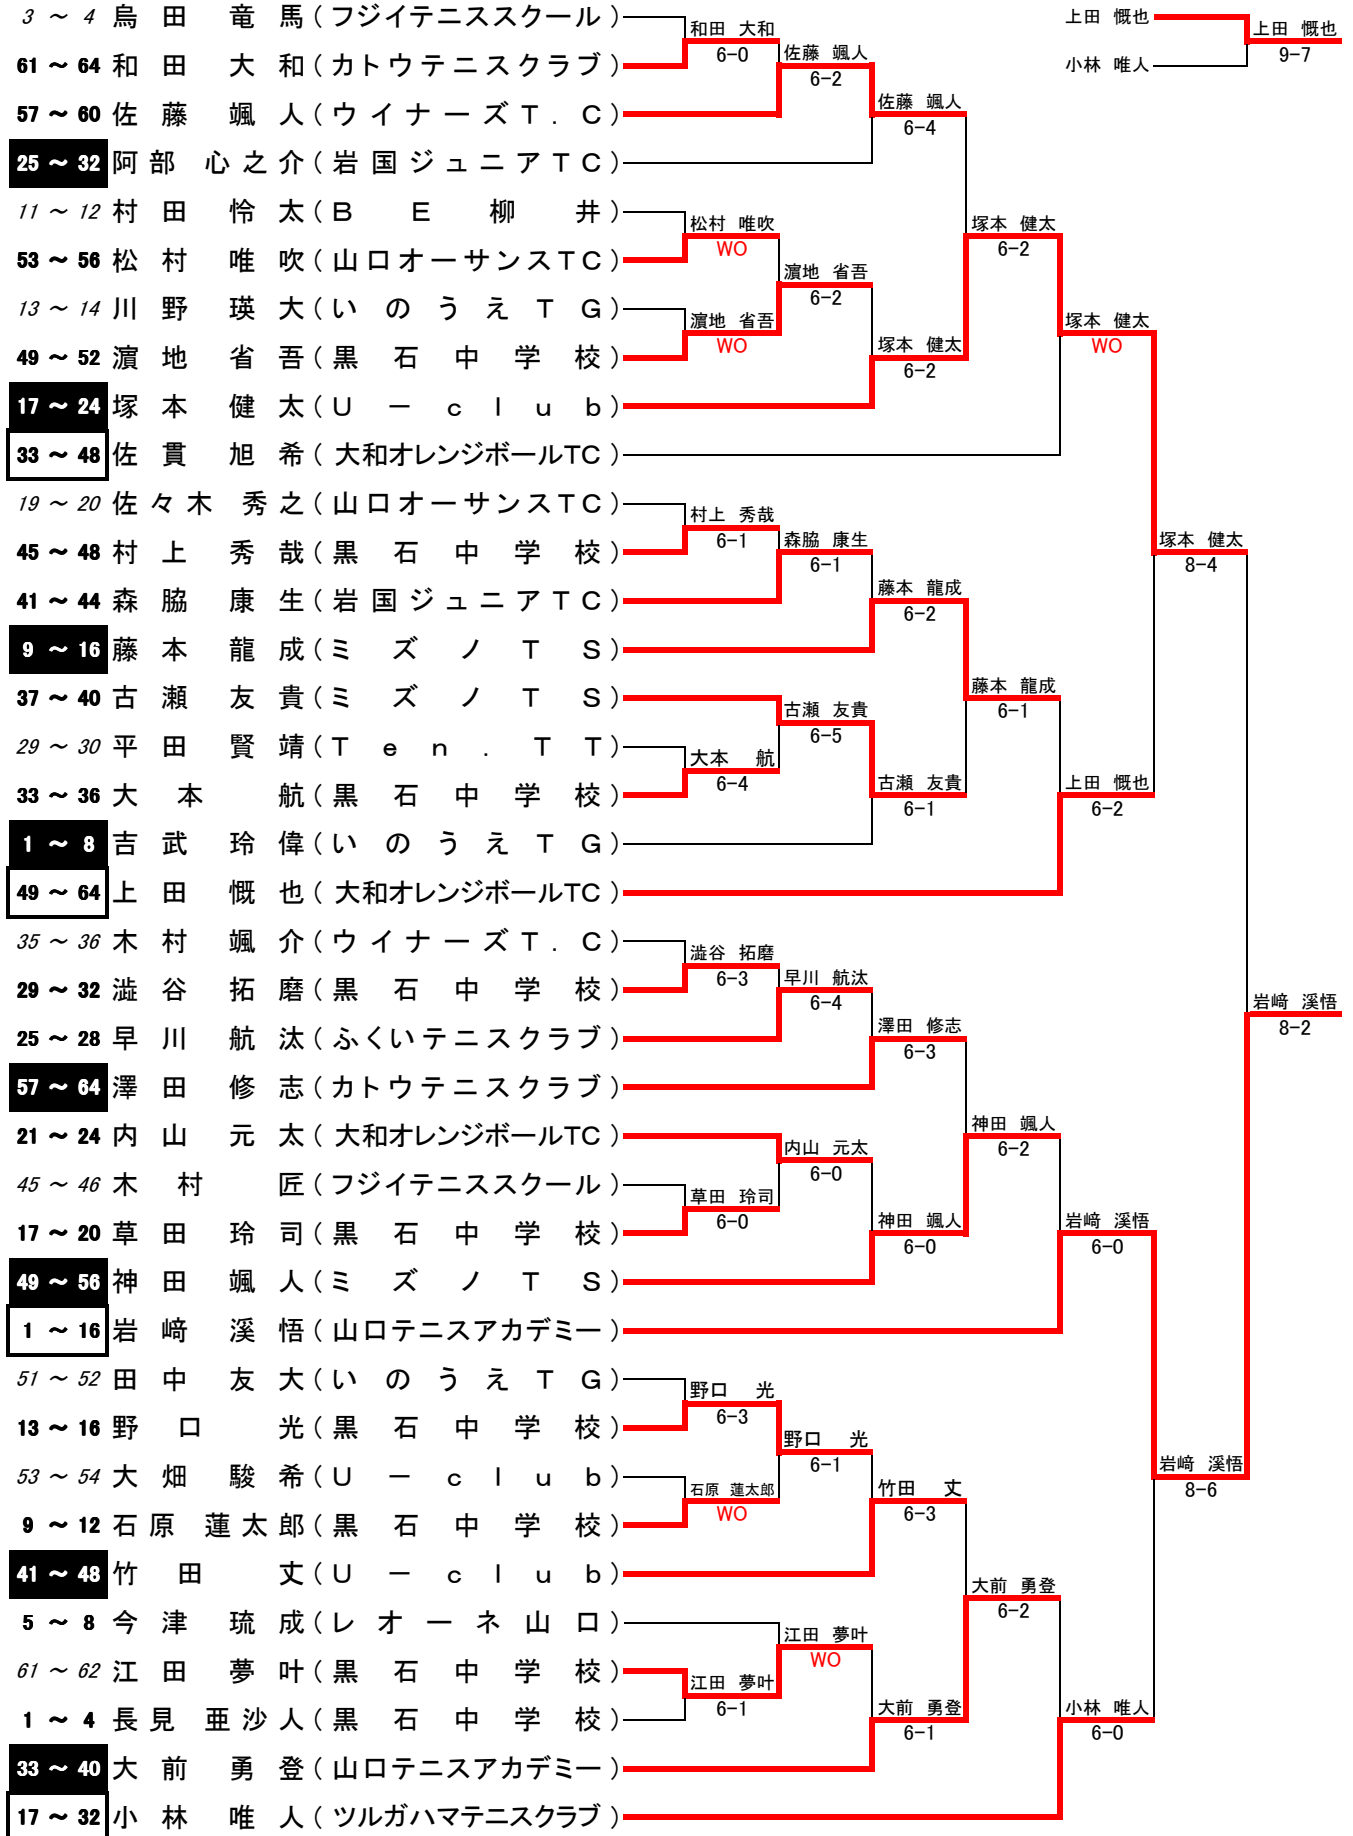 3 ～ 4 烏田 竜馬 ( フジイテニススクール )
61 ～ 64 和田 大和 ( カトウテニスクラブ )
57 ～ 60 佐藤 颯人 ( ウイナーズＴ．Ｃ )
25 ～ 32 阿部 心之介 ( 岩国ジュニアＴＣ )
11 ～ 12 村田 怜太 ( ＢＥ柳井 )
53 ～ 56 松村 唯吹 ( 山口オーサンスＴＣ )
13 ～ 14 川野 瑛大 ( いのうえＴＧ )
49 ～ 52 濵地 省吾 ( 黒石中学校 )
17 ～ 24 塚本 健太 ( Ｕ－ｃｌｕｂ )
33 ～ 48 佐貫 旭希 ( 大和オレンジボールTC )
19 ～ 20 佐々木 秀之 ( 山口オーサンスＴＣ )
45 ～ 48 村上 秀哉 ( 黒石中学校 )
41 ～ 44 森脇 康生 ( 岩国ジュニアＴＣ )
9 ～ 16 藤本 龍成 ( ミズノＴＳ )
37 ～ 40 古瀬 友貴 ( ミズノＴＳ )
29 ～ 30 平田 賢靖 ( Ｔｅｎ．ＴＴ )
33 ～ 36 大本 航 ( 黒石中学校 )
1 ～ 8 吉武 玲偉 ( いのうえＴＧ )
49 ～ 64 上田 慨也 ( 大和オレンジボールTC )
35 ～ 36 木村 颯介 ( ウイナーズＴ．Ｃ )
29 ～ 32 澁谷 拓磨 ( 黒石中学校 )
25 ～ 28 早川 航汰 ( ふくいテニスクラブ )
57 ～ 64 澤田 修志 ( カトウテニスクラブ )
21 ～ 24 内山 元太 ( 大和オレンジボールTC )
45 ～ 46 木村 匠 ( フジイテニススクール )
17 ～ 20 草田 玲司 ( 黒石中学校 )
49 ～ 56 神田 颯人 ( ミズノＴＳ )
1 ～ 16 岩﨑 溪悟 ( 山口テニスアカデミー )
51 ～ 52 田中 友大 ( いのうえＴＧ )
13 ～ 16 野口 光 ( 黒石中学校 )
53 ～ 54 大畑 駿希 ( Ｕ－ｃｌｕｂ )
9 ～ 12 石原 蓮太郎 ( 黒石中学校 )
41 ～ 48 竹田 丈 ( Ｕ－ｃｌｕｂ )
5 ～ 8 今津 琉成 ( レオーネ山口 )
61 ～ 62 江田 夢叶 ( 黒石中学校 )
1 ～ 4 長見 亜沙人 ( 黒石中学校 )
33 ～ 40 大前 勇登 ( 山口テニスアカデミー )
17 ～ 32 小林 唯人 ( ツルガハマテニスクラブ )
和田 大和
6-0
松村 唯吹
WO
濵地 省吾
WO
村上 秀哉
6-1
大本 航
6-4
澁谷 拓磨
6-3
草田 玲司
6-0
野口 光
6-3
石原 蓮太郎
WO
江田 夢叶
6-1
佐藤 颯人
6-2
濵地 省吾
6-2
森脇 康生
6-1
古瀬 友貴
6-5
早川 航汰
6-4
内山 元太
6-0
野口 光
6-1
江田 夢叶
WO
佐藤 颯人
6-4
塚本 健太
6-2
藤本 龍成
6-2
古瀬 友貴
6-1
澤田 修志
6-3
神田 颯人
6-0
竹田 丈
6-3
大前 勇登
6-1
塚本 健太
6-2
藤本 龍成
6-1
神田 颯人
6-2
大前 勇登
6-2
塚本 健太
WO
上田 慨也
6-2
岩﨑 溪悟
6-0
小林 唯人
6-0
塚本 健太
8-4
岩﨑 溪悟
8-6
岩﨑 溪悟
8-2
上田 慨也
小林 唯人
上田 慨也
9-7